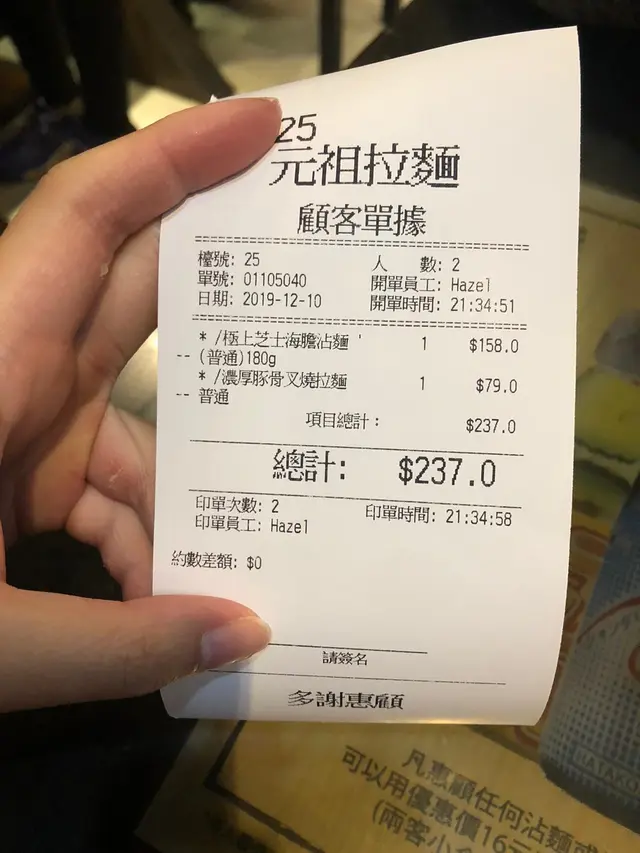 25
元祖拉麵
顧客單據
檯號: 25
人 數: 2
單號: 01105040
開單員工: Hazel
日期: 2019-12-10
開單時間: 21:34:51
* /極上芝士海膽沾麵 ' 1 $158.0
-- (普通)180g
* /濃厚豚骨叉燒拉麵 1 $79.0
-- 普通
項目總計: $237.0
總計: $237.0
印單次數: 2
印單時間: 21:34:58
印單員工: Hazel
約數差額: $0
請簽名
多謝惠顧
凡惠顧任何沾麵或
可以用優惠價16元
(兩客小
HATAKO